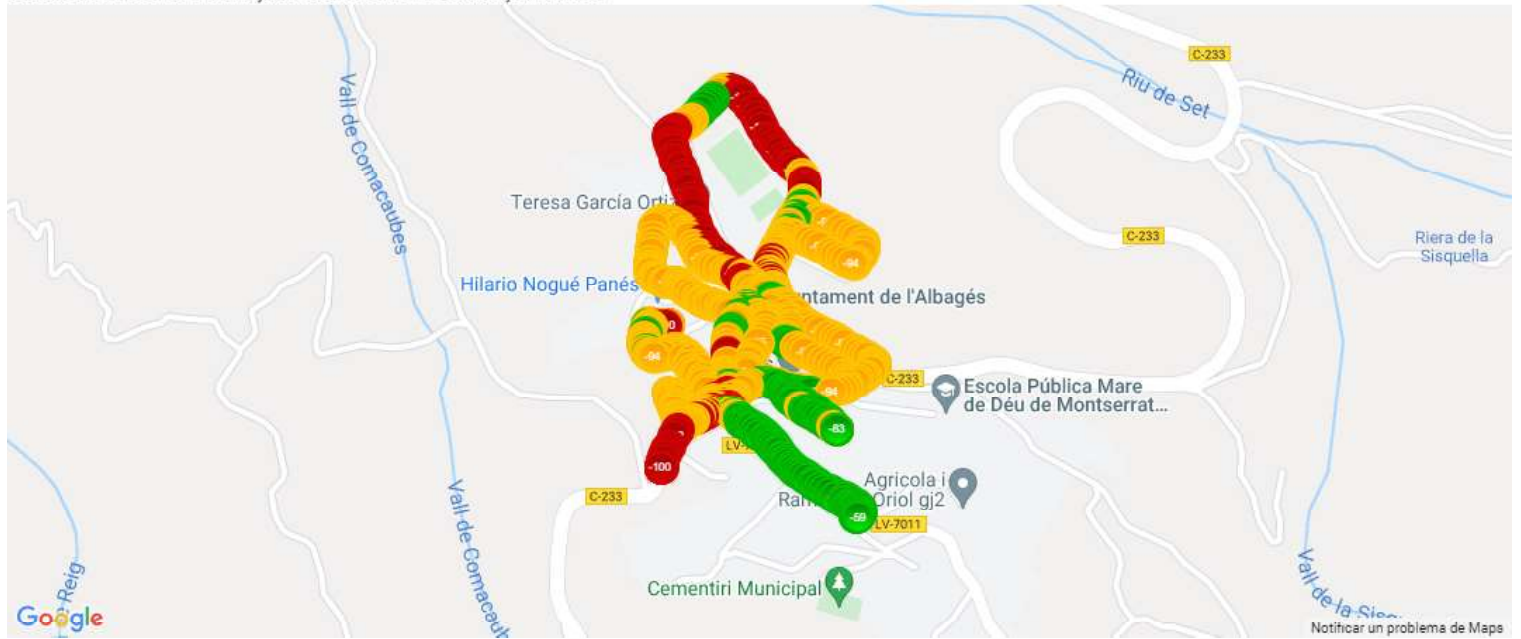 C-233
Riu de Set
Vall de Comacaubes
Teresa García Orti
C-233
Riera de la
Sisquella
-94
Hilario Nogué Panés
ntament de l'Albagés
-94
C-233
-94
Escola Pública Mare
de Déu de Montserrat...
-83
LV-
-100
Agricola i
Oriol gj2
C-233
-59
LV-7011
Vall de Comacaub
Reig
Cementiri Municipal
Vall de la Sis
Google
Notificar un problema de Maps